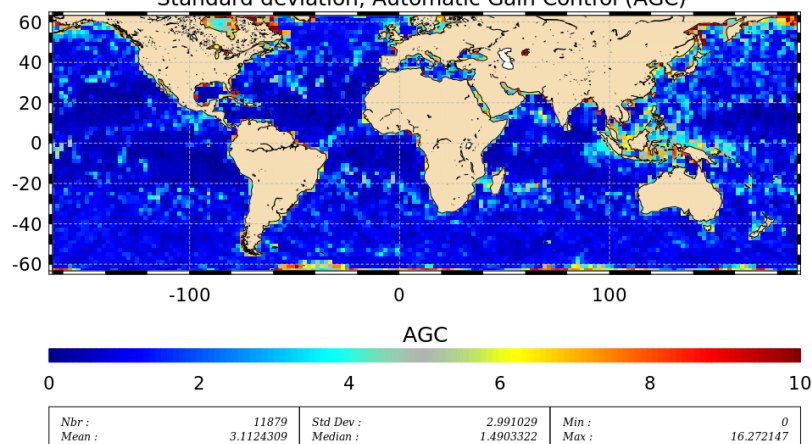 Standard deviation, Automatic Gain Control (AGC)
60
40
20
0
-20
-40
-60
-100 0 100
AGC
0 2 4 6 8 10
Nbr : 11879 Std Dev : 2.991029 Min : 0
Mean : 3.1124309 Median : 1.4903322 Max : 16.272147